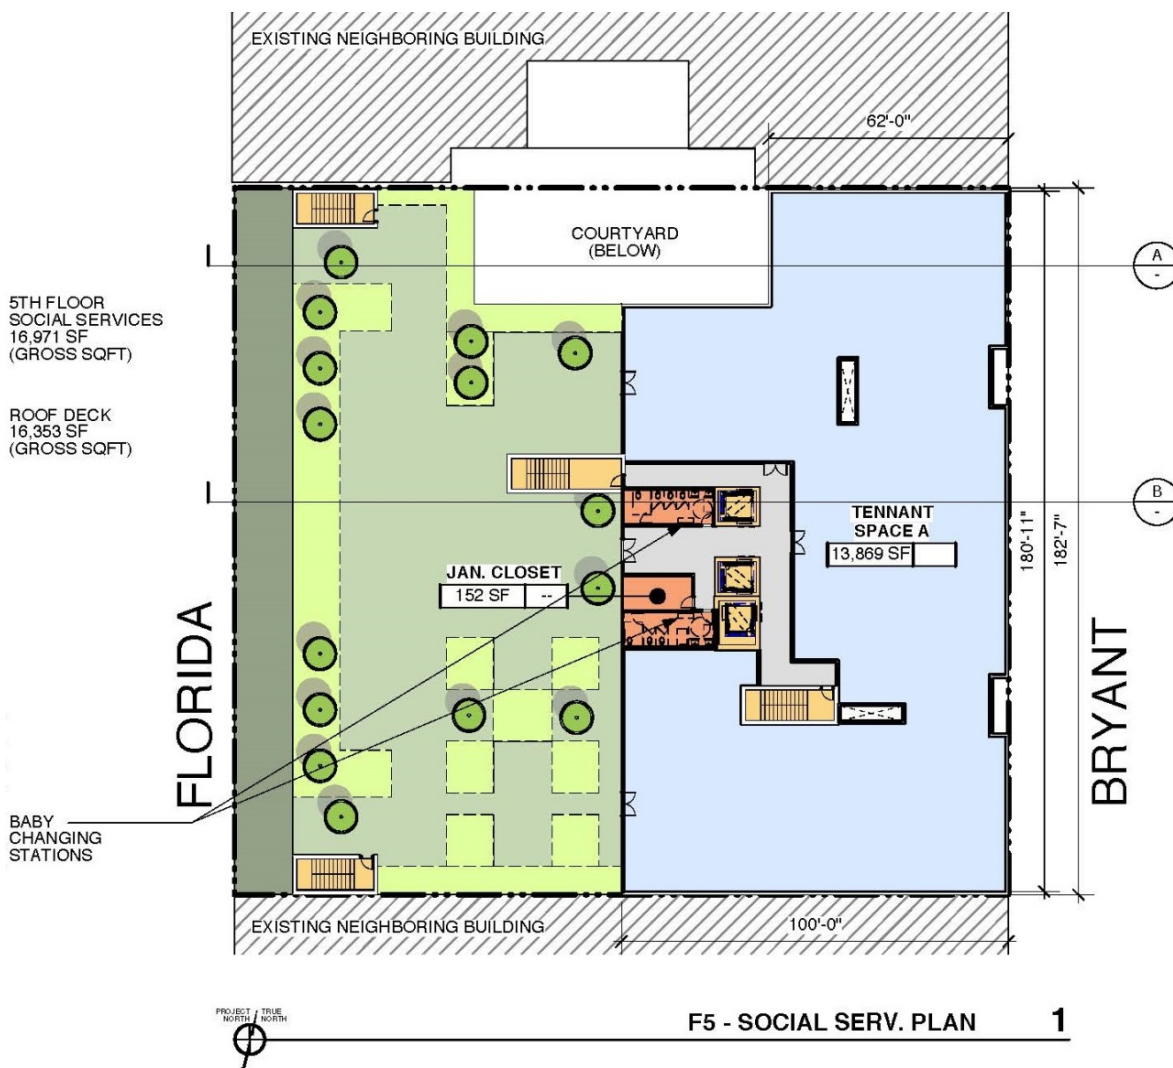 EXISTING NEIGHBORING BUILDING
62'-0"
COURTYARD
(BELOW)
A
-
5TH FLOOR
SOCIAL SERVICES
16,971 SF
(GROSS SQFT)
ROOF DECK
16,353 SF
(GROSS SQFT)
B
-
TENNANT
SPACE A
13,869 SF
180'-11"
182'-7"
JAN. CLOSET
152 SF --
FLORIDA
BRYANT
BABY
CHANGING
STATIONS
EXISTING NEIGHBORING BUILDING
100'-0"
PROJECT NORTH
TRUE NORTH
F5 - SOCIAL SERV. PLAN 1